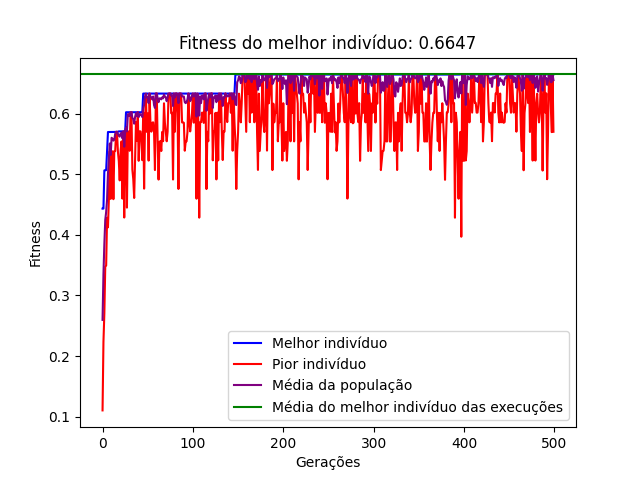 Fitness do melhor indivíduo: 0.6647
0.6
0.5
0.4
0.3
0.2
0.1
Fitness
Melhor indivíduo
Pior indivíduo
Média da população
Média do melhor indivíduo das execuções
0 100 200 300 400 500
Gerações